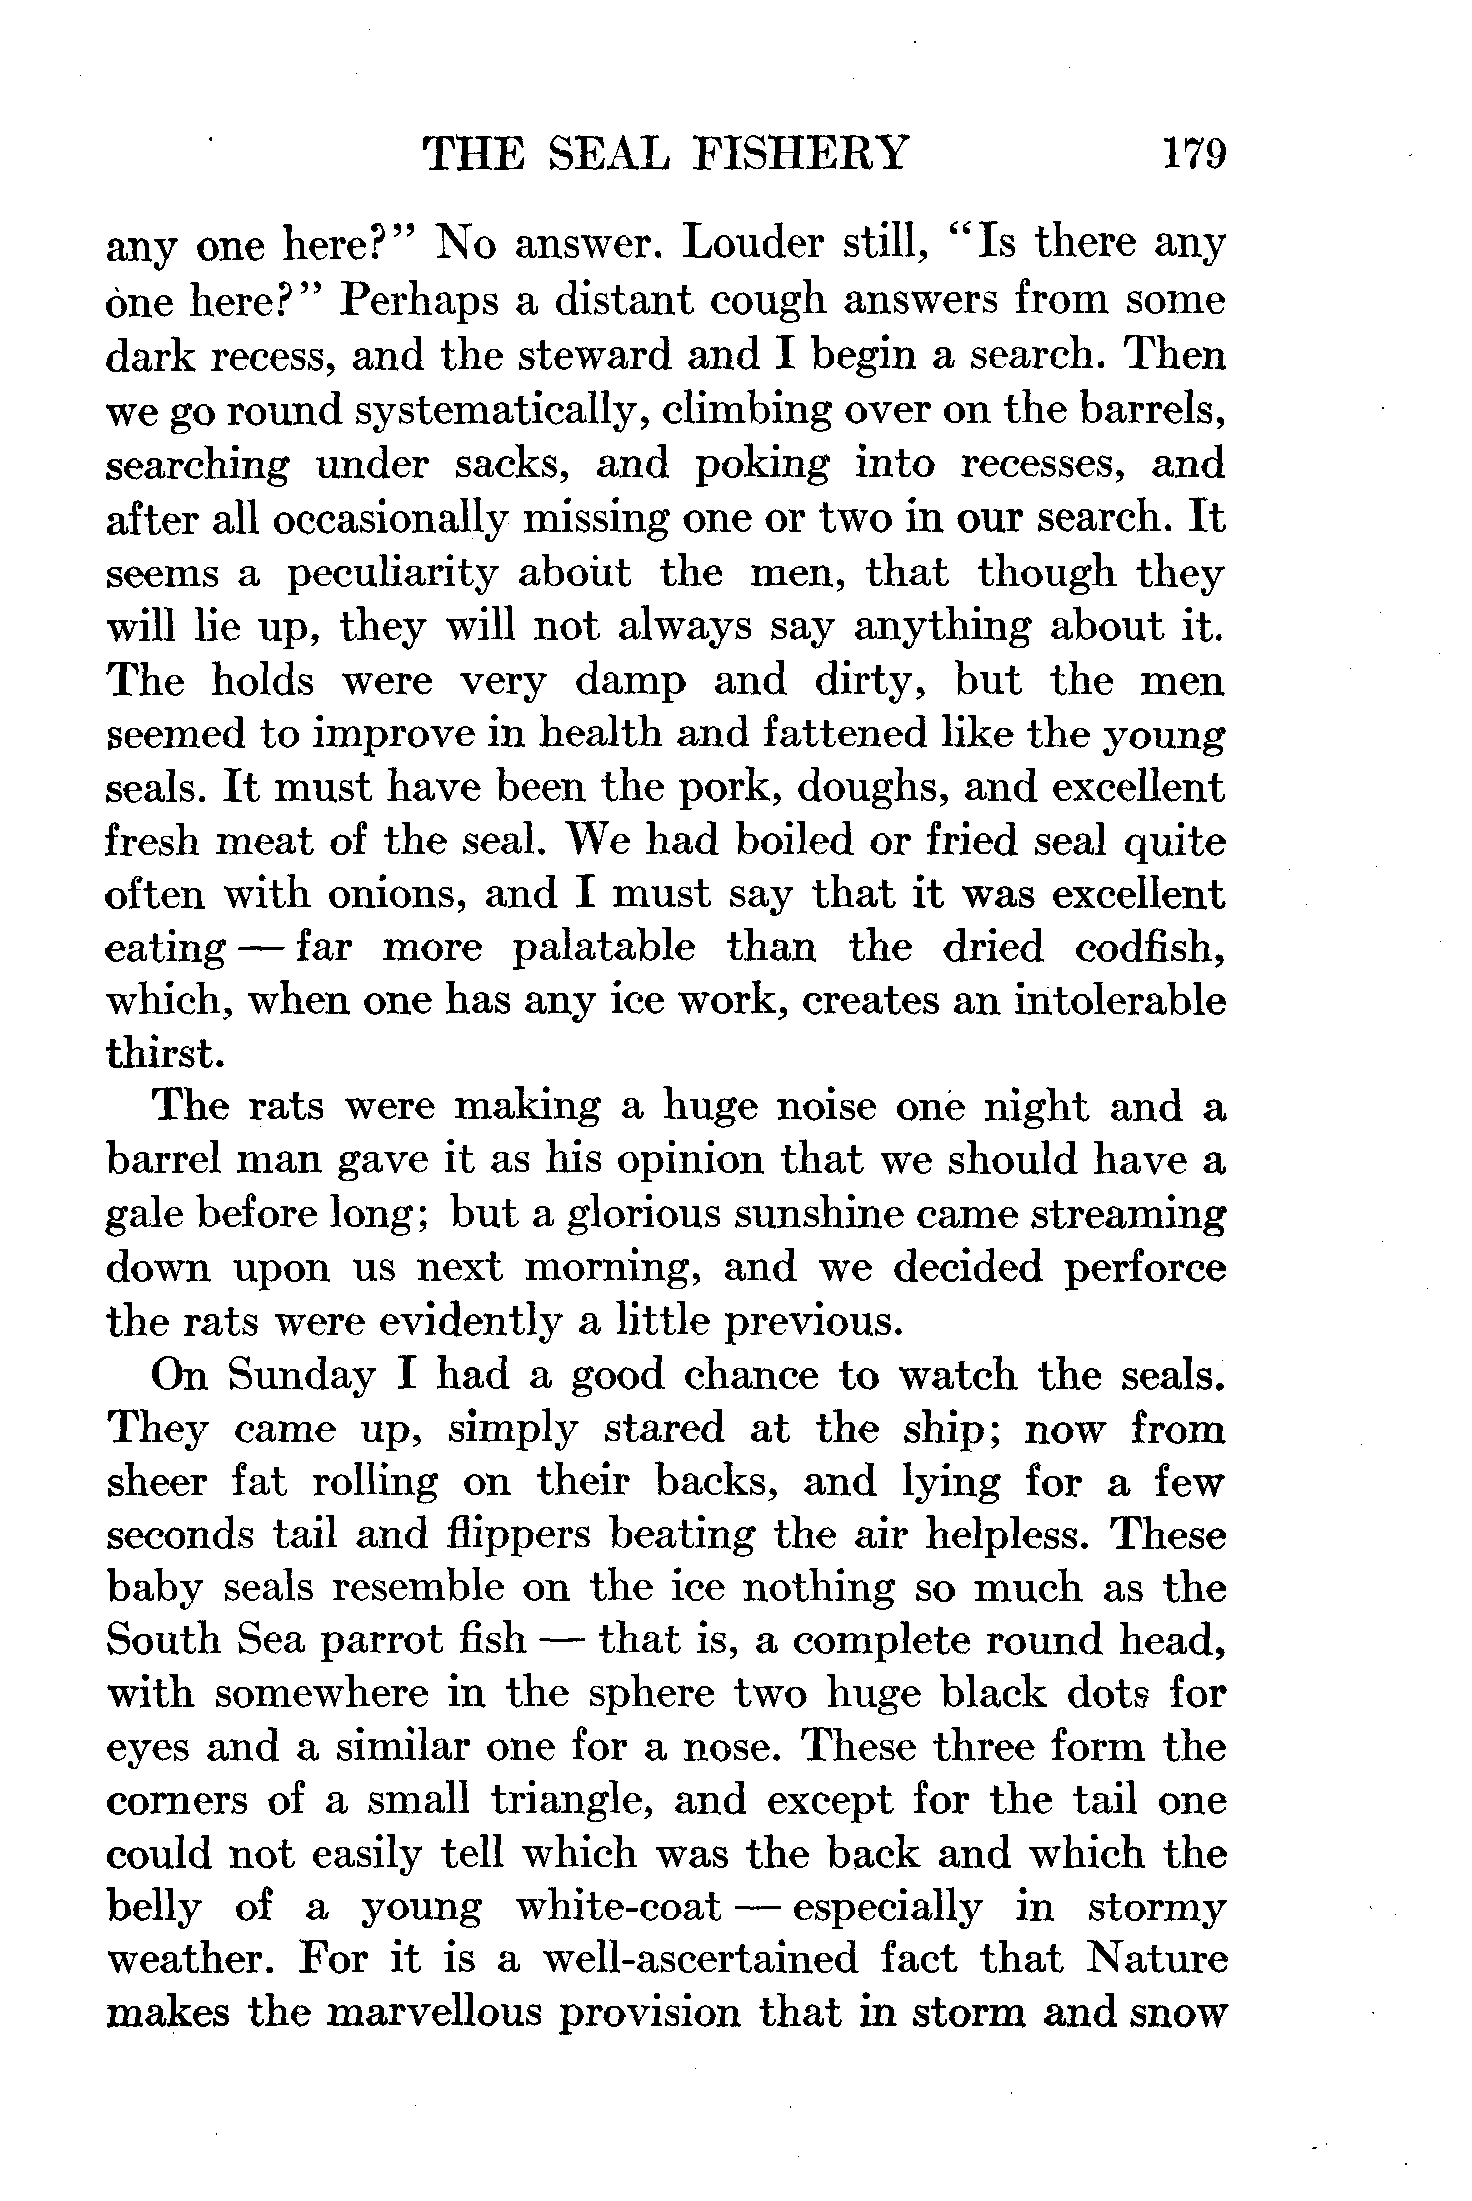 THE SEAL FISHERY 179
any one here?" No answer. Louder still, "Is there any
one here?" Perhaps a distant cough answers from some
dark recess, and the steward and I begin a search. Then
we go round systematically, climbing over on the barrels,
searching under sacks, and poking into recesses, and
after all occasionally missing one or two in our search. It
seems a peculiarity about the men, that though they
will lie up, they will not always say anything about it.
The holds were very damp and dirty, but the men
seemed to improve in health and fattened like the young
seals. It must have been the pork, doughs, and excellent
fresh meat of the seal. We had boiled or fried seal quite
often with onions, and I must say that it was excellent
eating — far more palatable than the dried codfish,
which, when one has any ice work, creates an intolerable
thirst.
The rats were making a huge noise one night and a
barrel man gave it as his opinion that we should have a
gale before long; but a glorious sunshine came streaming
down upon us next morning, and we decided perforce
the rats were evidently a little previous.
On Sunday I had a good chance to watch the seals.
They came up, simply stared at the ship; now from
sheer fat rolling on their backs, and lying for a few
seconds tail and flippers beating the air helpless. These
baby seals resemble on the ice nothing so much as the
South Sea parrot fish — that is, a complete round head,
with somewhere in the sphere two huge black dots for
eyes and a similar one for a nose. These three form the
corners of a small triangle, and except for the tail one
could not easily tell which was the back and which the
belly of a young white-coat — especially in stormy
weather. For it is a well-ascertained fact that Nature
makes the marvellous provision that in storm and snow